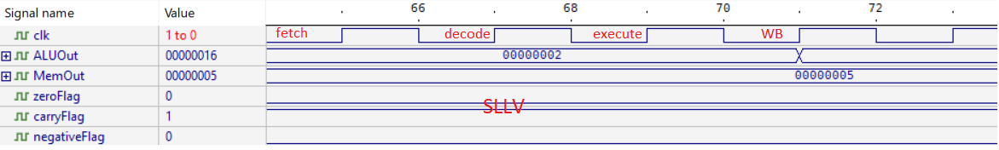 Signal name Value 66 68 70 72
clk 1 to 0 fetch decode execute WB
ALUOut 00000016 00000002
MemOut 00000005 00000005
zeroFlag 0
SLLV
carryFlag 1
negativeFlag 0